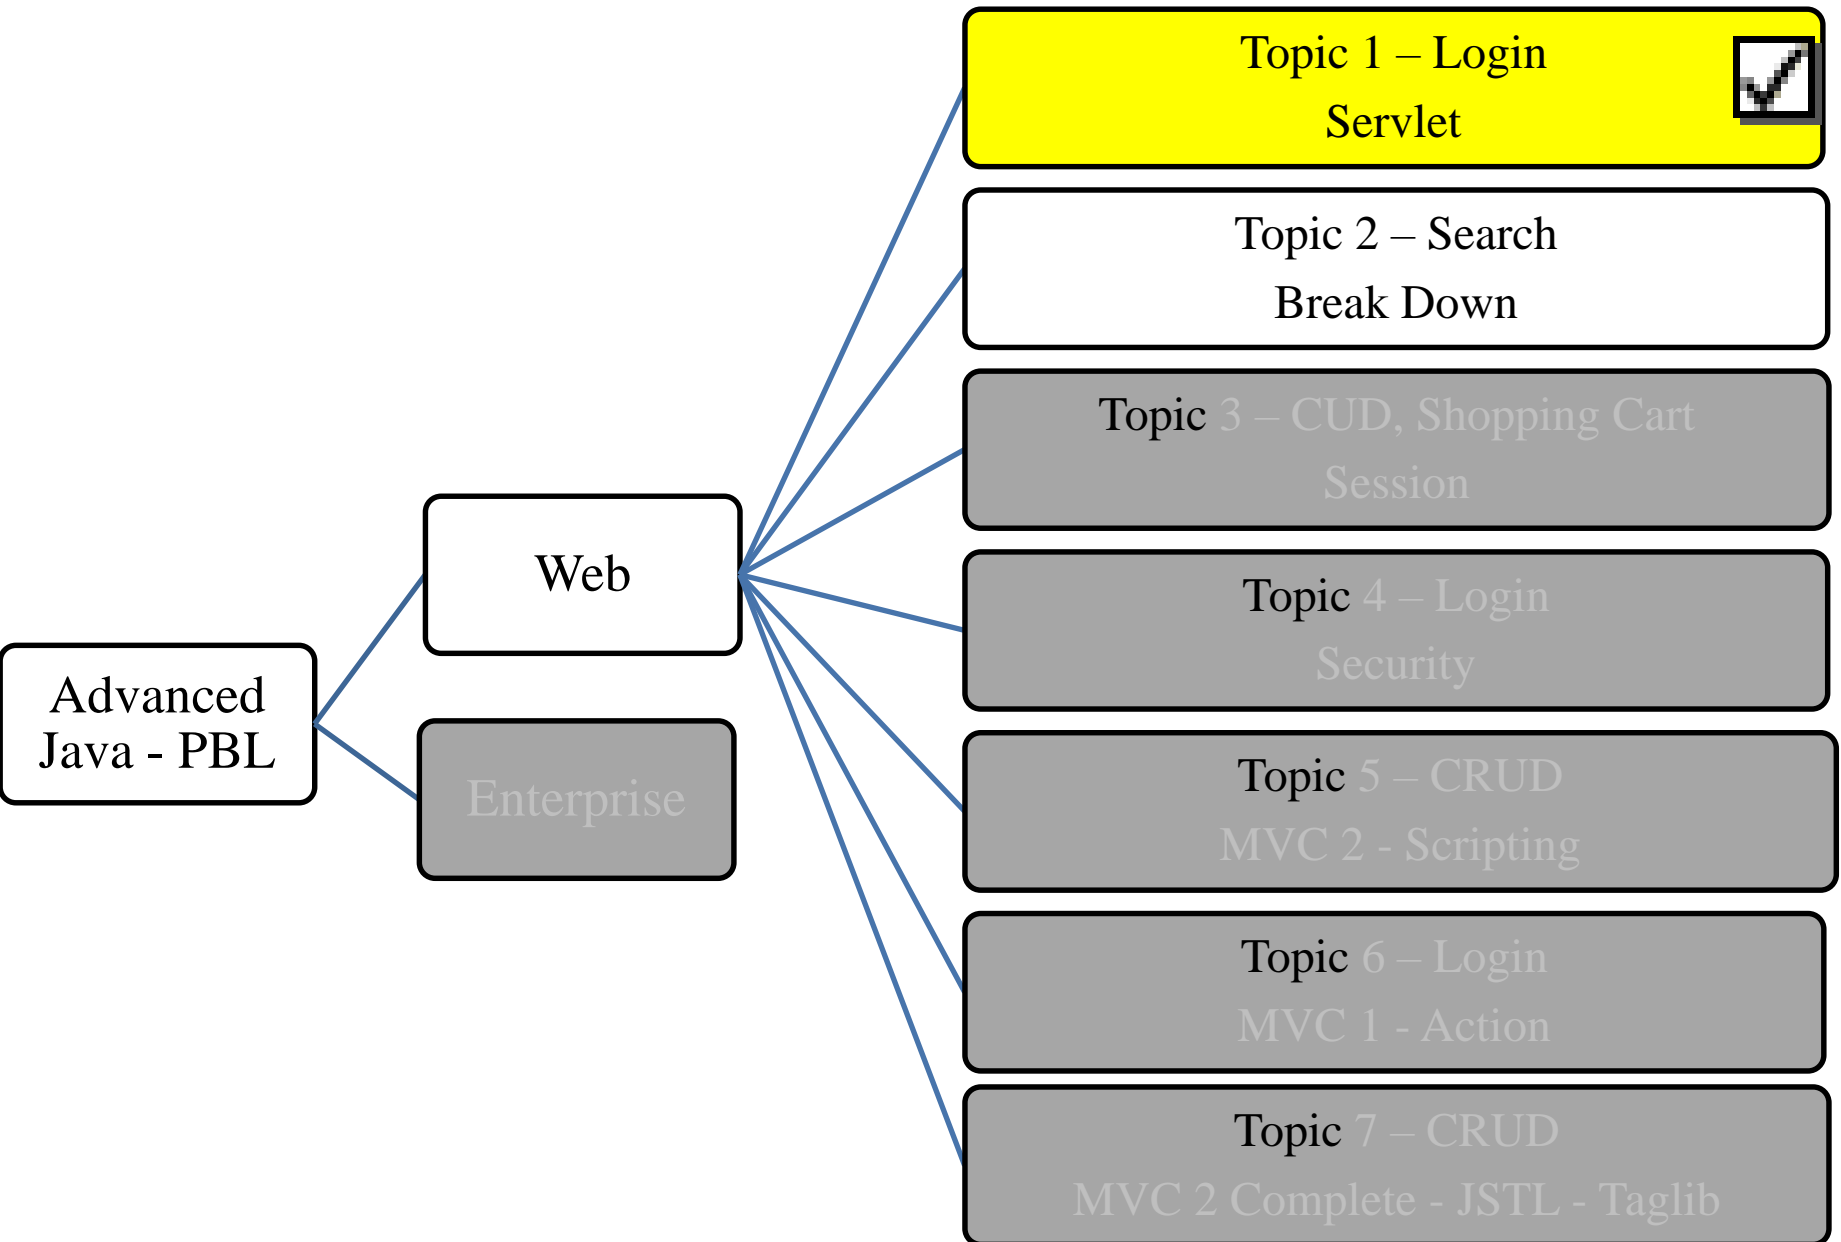 Advanced
Java - PBL
Web
Enterprise
Topic 1 – Login
Servlet
Topic 2 – Search
Break Down
Topic 3 – CUD, Shopping Cart
Session
Topic 4 – Login
Security
Topic 5 – CRUD
MVC 2 - Scripting
Topic 6 – Login
MVC 1 - Action
Topic 7 – CRUD
MVC 2 Complete - JSTL - Taglib